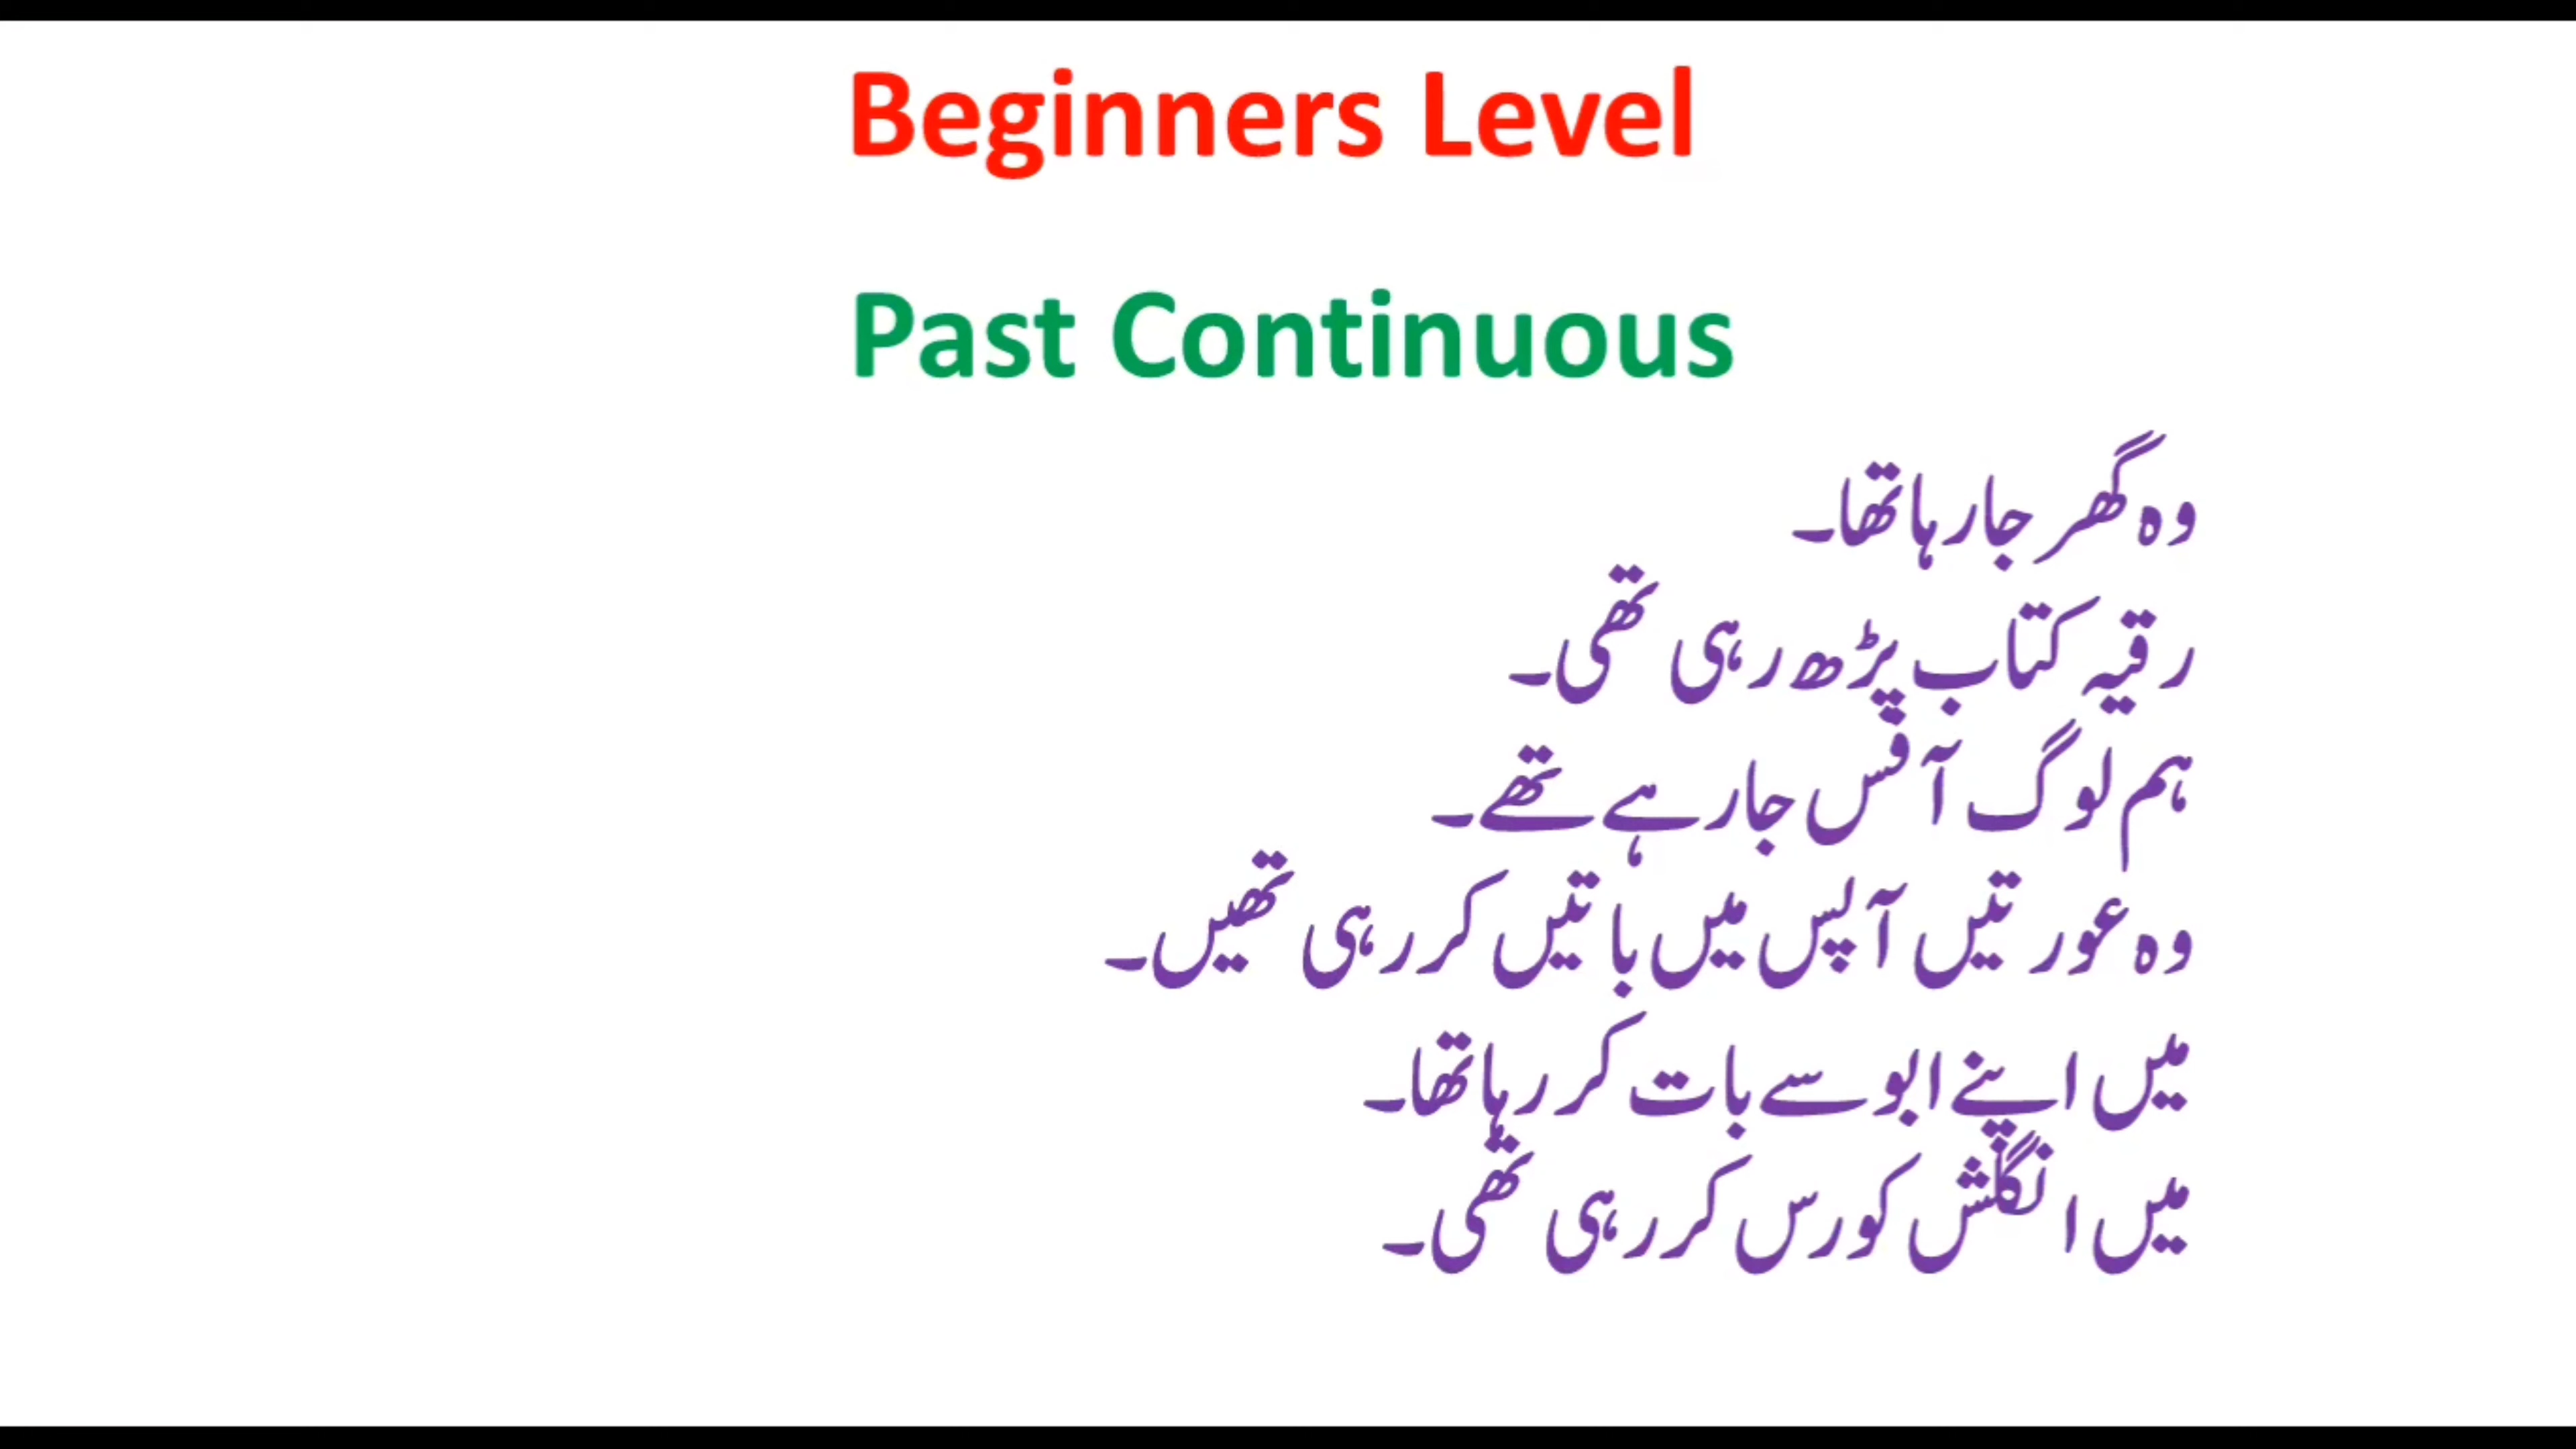 Beginners Level
Past Continuous
وہ گھر جا رہا تھا۔
رقیہ کتاب پڑھ رہی تھی۔
ہم لوگ آفس جا رہے تھے۔
وہ عورتیں آپس میں باتیں کر رہی تھیں۔
میں اپنے ابو سے بات کر رہا تھا۔
میں انگلش کورس کر رہی تھی۔